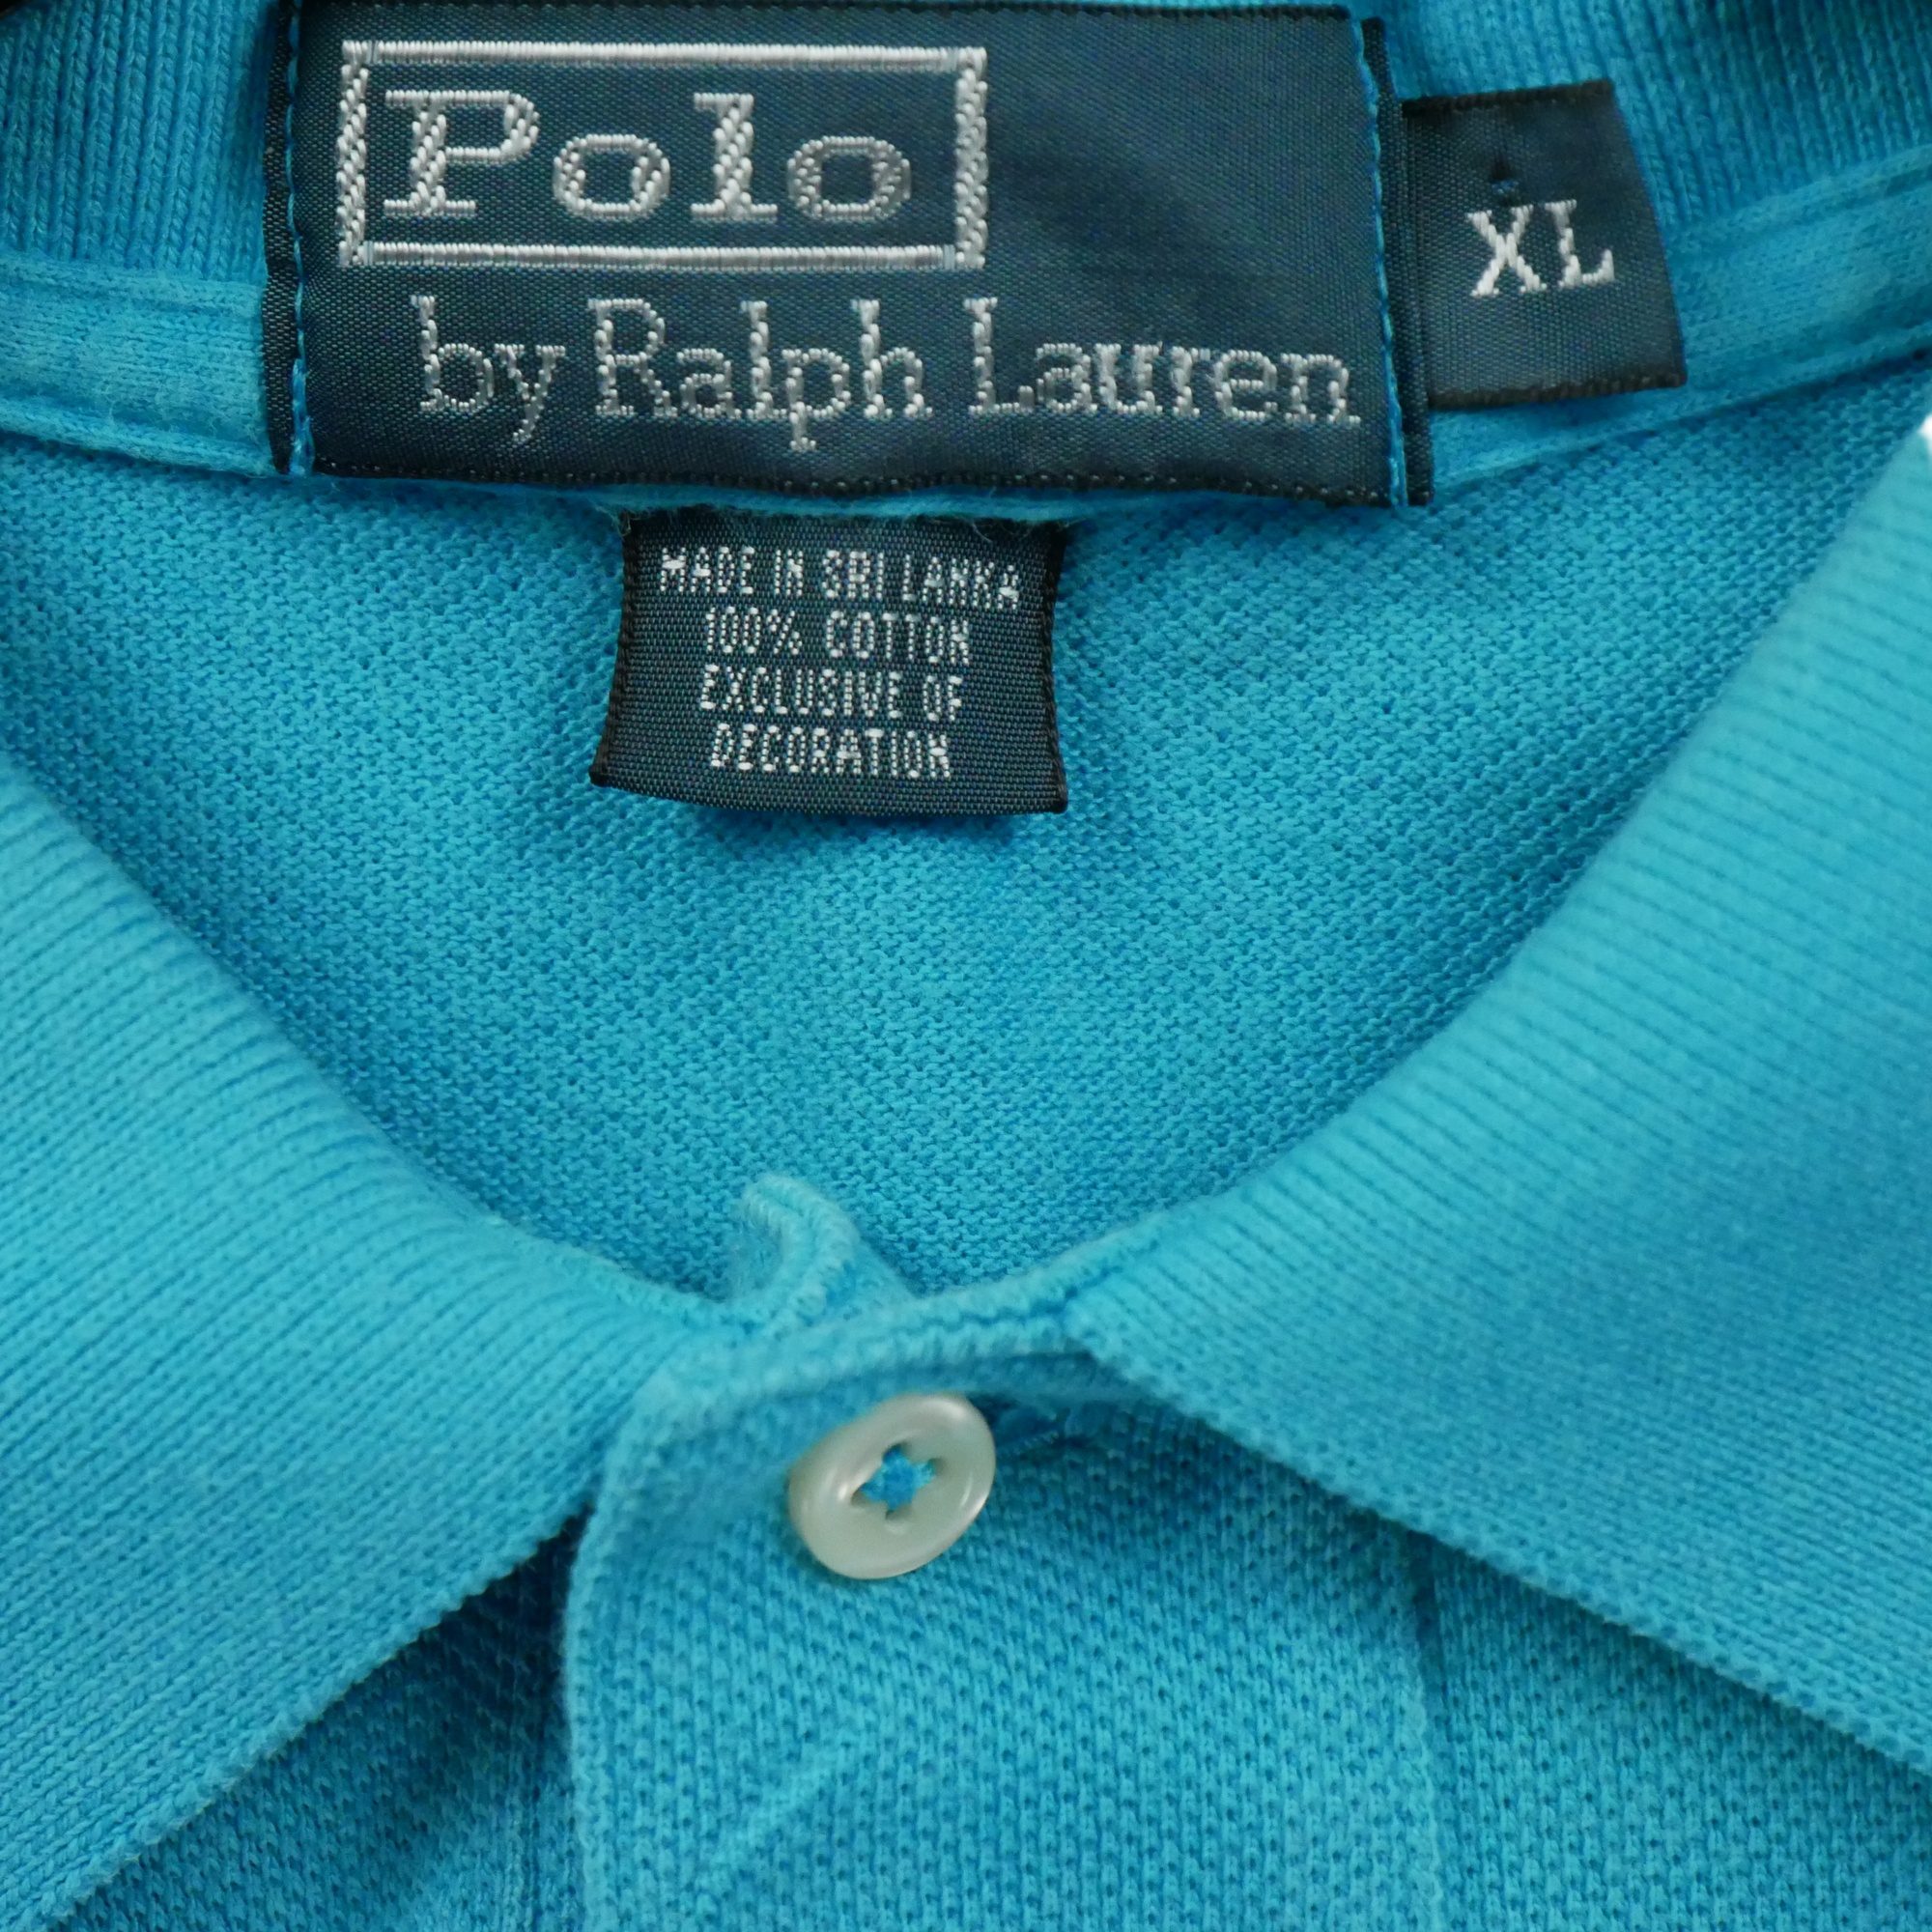 Polo
by Ralph Lauren
XL
MADE IN SRI LANKA
100% COTTON
EXCLUSIVE OF
DECORATION